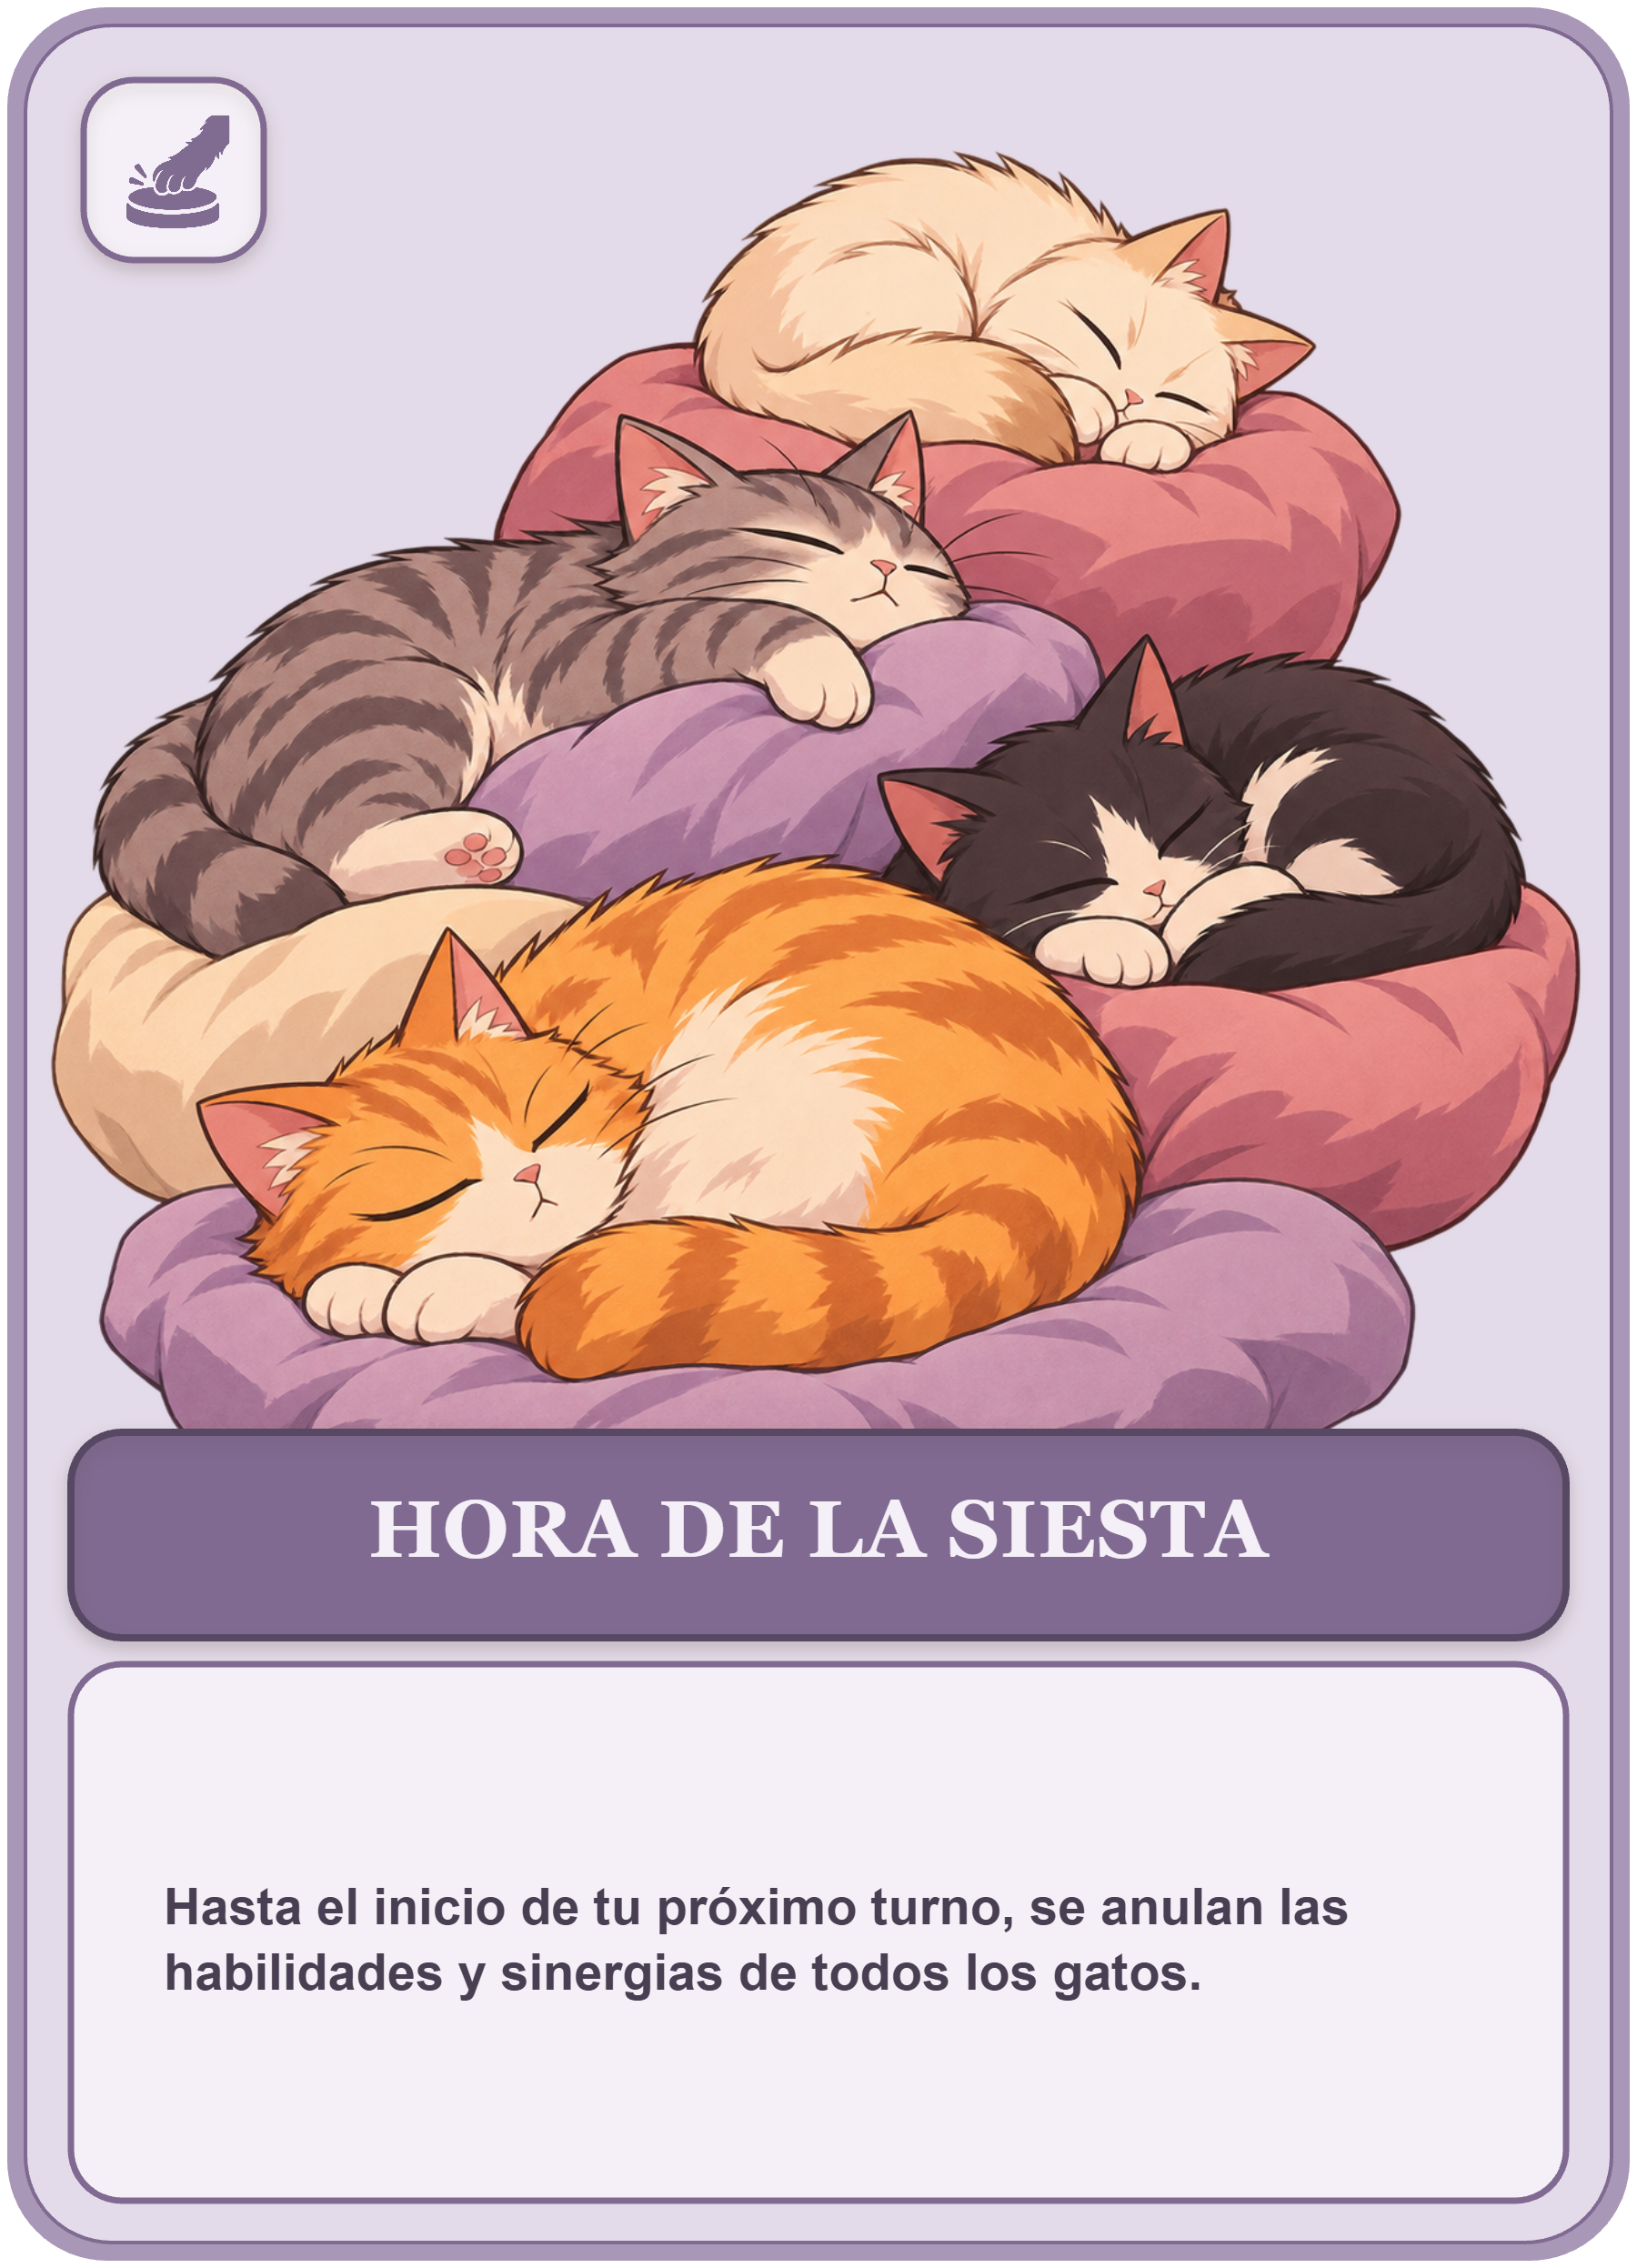 HORA DE LA SIESTA
Hasta el inicio de tu próximo turno, se anulan las
habilidades y sinergias de todos los gatos.